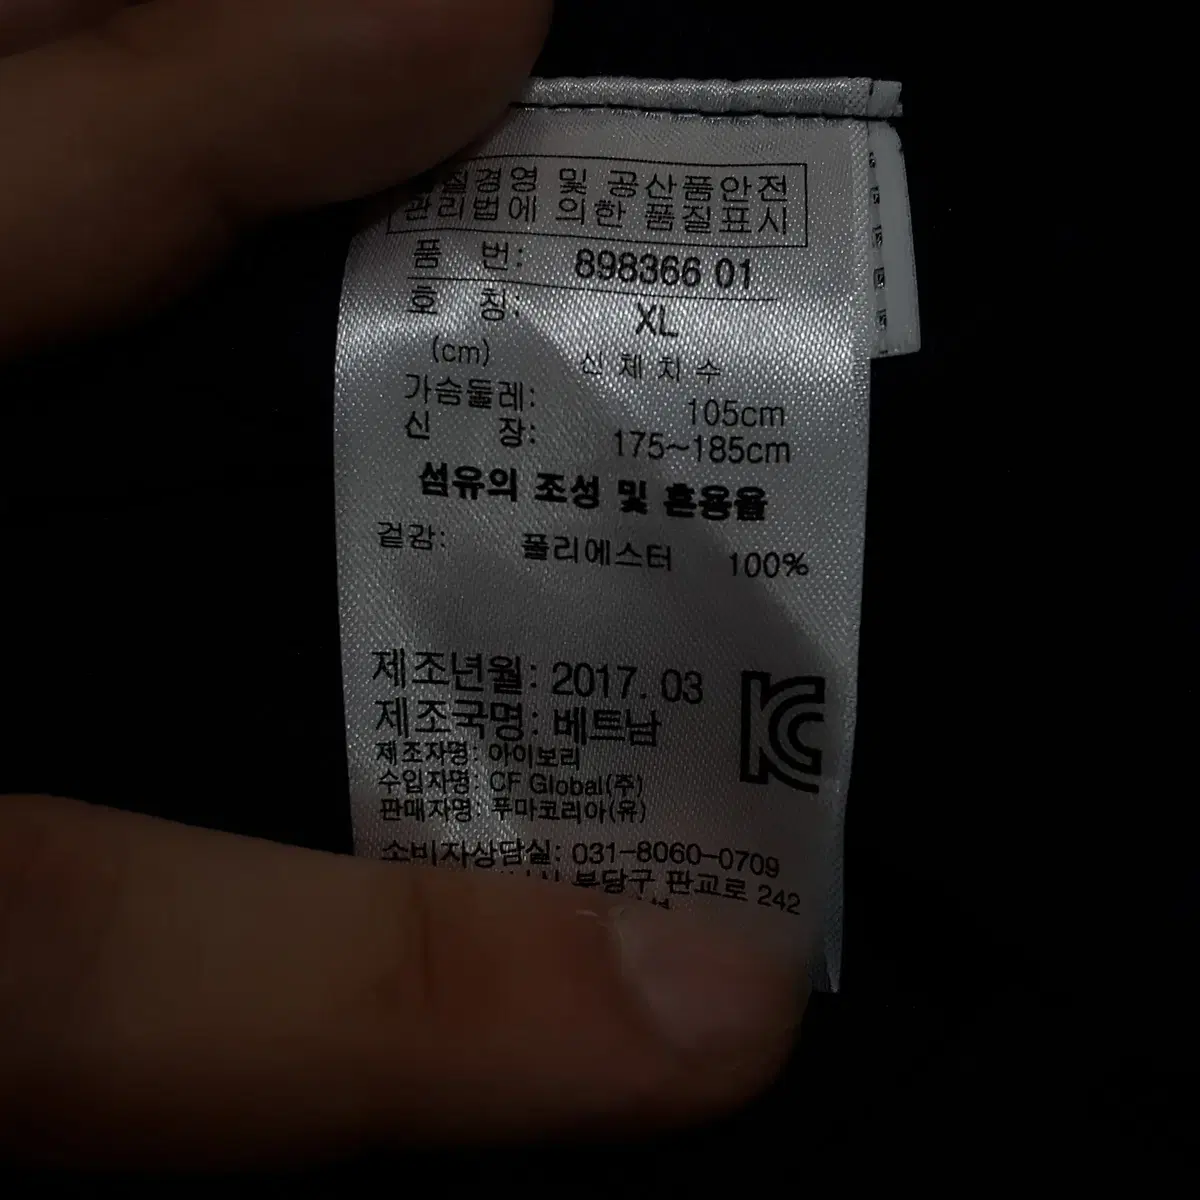 질경영 및 공산품안전
관리법에 의한 품질표시
품 번: 898366 01
호 칭: XL
(cm) 신체치수
가슴둘레: 105cm
신 장: 175~185cm
섬유의 조성 및 혼용율
겉감: 폴리에스터 100%
제조년월: 2017. 03
제조국명: 베트남
제조자명: 아이보리
수입자명: CF Global(주)
판매자명: 푸마코리아(유)
소비자상담실: 031-8060-0709
분당구 판교로 242
KC